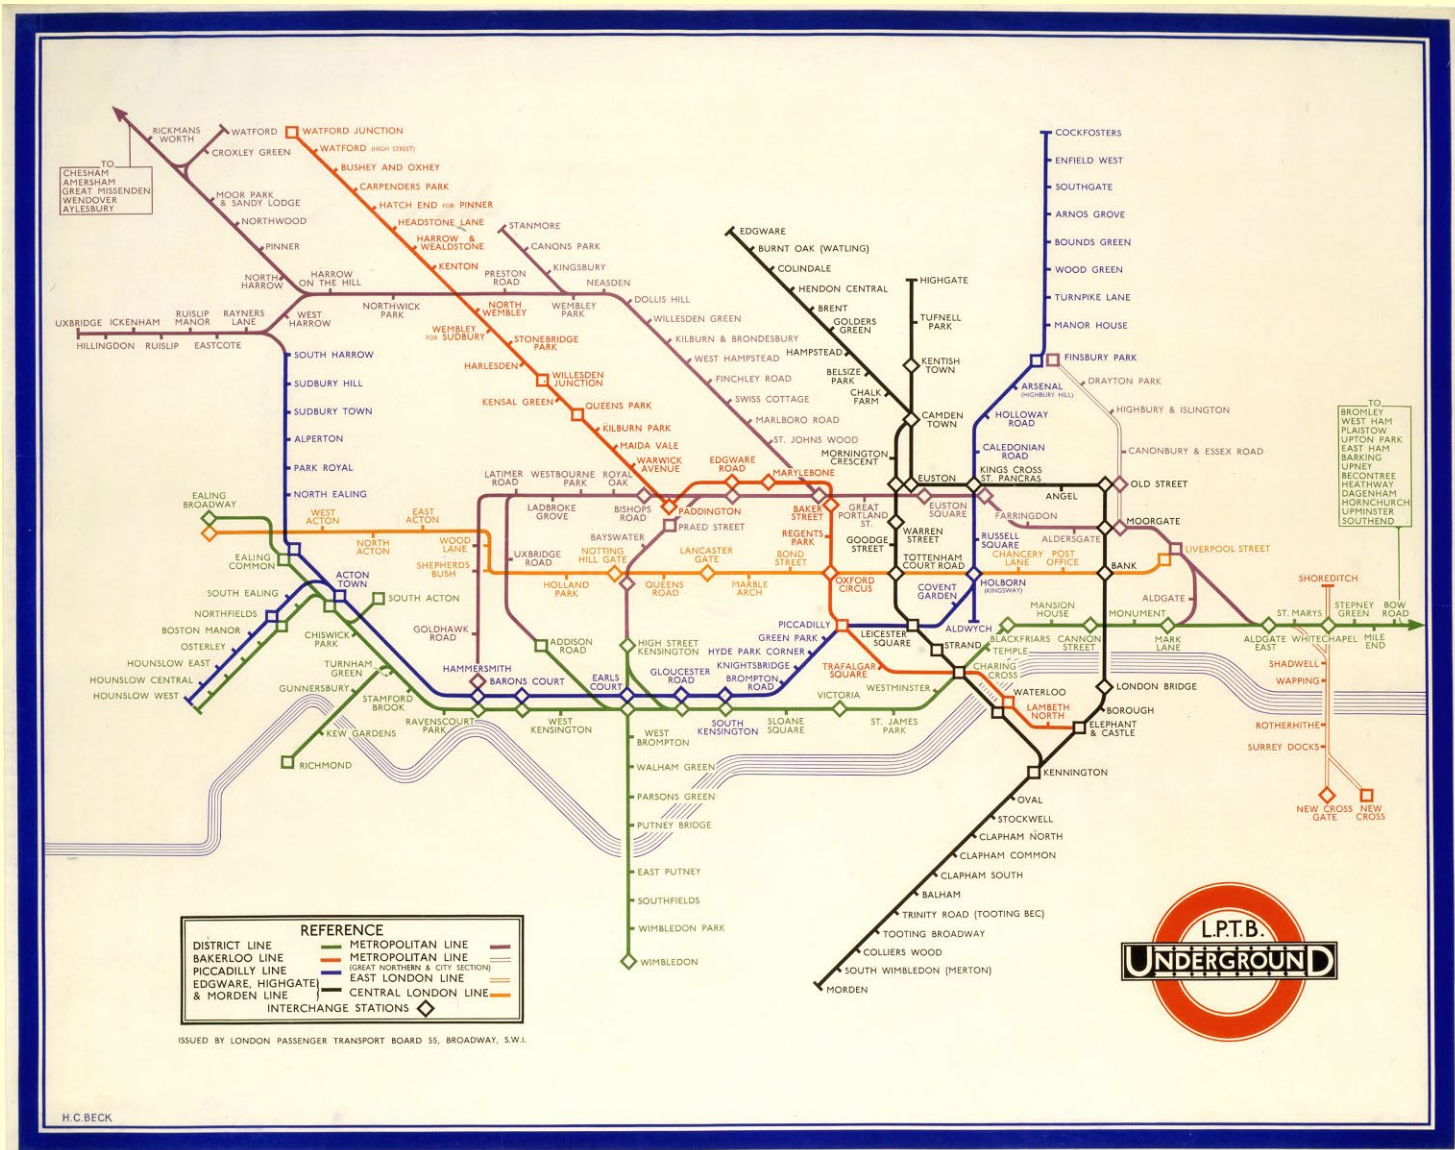 RICKMANS
WORTH
WATFORD
CROXLEY GREEN
TO
CHESHAM
AMERSHAM
GREAT MISSENDEN
WENDOVER
AYLESBURY
MOOR PARK
& SANDY LODGE
NORTHWOOD
PINNER
NORTH
HARROW
HARROW
ON THE HILL
WEST
HARROW
UXBRIDGE
ICKENHAM
RUISLIP
MANOR
RAYNERS
LANE
HILLINGDON
RUISLIP
EASTCOTE
NORTHWICK
PARK
PRESTON
ROAD
WEMBLEY
PARK
NEASDEN
STANMORE
CANONS PARK
KINGSBURY
DOLLIS HILL
WILLESDEN GREEN
KILBURN & BRONDESBURY
WEST HAMPSTEAD
FINCHLEY ROAD
SWISS COTTAGE
MARLBORO ROAD
ST. JOHNS WOOD
WATFORD JUNCTION
WATFORD (HIGH STREET)
BUSHEY AND OXHEY
CARPENDERS PARK
HATCH END FOR PINNER
HEADSTONE LANE
HARROW &
WEALDSTONE
KENTON
NORTH
WEMBLEY
WEMBLEY
FOR SUDBURY
STONEBRIDGE
PARK
HARLESDEN
WILLESDEN
JUNCTION
KENSAL GREEN
QUEENS PARK
KILBURN PARK
MAIDA VALE
WARWICK
AVENUE
PADDINGTON
EDGWARE
ROAD
MARYLEBONE
BAKER
STREET
REGENTS
PARK
OXFORD
CIRCUS
PICCADILLY
TRAFALGAR
SQUARE
CHARING
CROSS
WATERLOO
LAMBETH
NORTH
ELEPHANT
& CASTLE
EDGWARE
BURNT OAK (WATLING)
COLINDALE
HENDON CENTRAL
BRENT
GOLDERS
GREEN
HAMPSTEAD
BELSIZE
PARK
CHALK
FARM
HIGHGATE
TUFNELL
PARK
KENTISH
TOWN
CAMDEN
TOWN
MORNINGTON
CRESCENT
EUSTON
WARREN
STREET
GOODGE
STREET
TOTTENHAM
COURT ROAD
LEICESTER
SQUARE
STRAND
KINGS CROSS
ST. PANCRAS
ANGEL
OLD STREET
MOORGATE
BANK
LONDON BRIDGE
BOROUGH
KENNINGTON
OVAL
STOCKWELL
CLAPHAM NORTH
CLAPHAM COMMON
CLAPHAM SOUTH
BALHAM
TRINITY ROAD (TOOTING BEC)
TOOTING BROADWAY
COLLIERS WOOD
SOUTH WIMBLEDON (MERTON)
MORDEN
COCKFOSTERS
ENFIELD WEST
SOUTHGATE
ARNOS GROVE
BOUNDS GREEN
WOOD GREEN
TURNPIKE LANE
MANOR HOUSE
FINSBURY PARK
ARSENAL
(HIGHBURY HILL)
HOLLOWAY
ROAD
CALEDONIAN
ROAD
RUSSELL
SQUARE
HOLBORN
(KINGSWAY)
COVENT
GARDEN
ALDWYCH
DRAYTON PARK
HIGHBURY & ISLINGTON
CANONBURY & ESSEX ROAD
SOUTH HARROW
SUDBURY HILL
SUDBURY TOWN
ALPERTON
PARK ROYAL
NORTH EALING
EALING
BROADWAY
EALING
COMMON
WEST
ACTON
NORTH
ACTON
EAST
ACTON
WOOD
LANE
SHEPHERDS
BUSH
HOLLAND
PARK
NOTTING
HILL GATE
QUEENS
ROAD
LANCASTER
GATE
MARBLE
ARCH
BOND
STREET
CHANCERY
LANE
POST
OFFICE
LIVERPOOL STREET
LATIMER
ROAD
WESTBOURNE
PARK
ROYAL
OAK
LADBROKE
GROVE
BISHOPS
ROAD
PRAED STREET
BAYSWATER
UXBRIDGE
ROAD
GOLDHAWK
ROAD
HAMMERSMITH
GREAT
PORTLAND
ST.
EUSTON
SQUARE
FARRINGDON
ALDERSGATE
ALDGATE
ACTON
TOWN
SOUTH ACTON
SOUTH EALING
NORTHFIELDS
BOSTON MANOR
OSTERLEY
HOUNSLOW EAST
HOUNSLOW CENTRAL
HOUNSLOW WEST
CHISWICK
PARK
TURNHAM
GREEN
GUNNERSBURY
STAMFORD
BROOK
KEW GARDENS
RICHMOND
RAVENSCOURT
PARK
BARONS COURT
WEST
KENSINGTON
ADDISON
ROAD
EARLS
COURT
HIGH STREET
KENSINGTON
GLOUCESTER
ROAD
SOUTH
KENSINGTON
BROMPTON
ROAD
KNIGHTSBRIDGE
HYDE PARK CORNER
GREEN PARK
SLOANE
SQUARE
VICTORIA
ST. JAMES
PARK
WESTMINSTER
TEMPLE
BLACKFRIARS
MANSION
HOUSE
CANNON
STREET
MONUMENT
MARK
LANE
ALDGATE
EAST
ST. MARYS
WHITECHAPEL
STEPNEY
GREEN
MILE
END
BOW
ROAD
TO
BROMLEY
WEST HAM
PLAISTOW
UPTON PARK
EAST HAM
BARKING
UPNEY
BECONTREE
HEATHWAY
DAGENHAM
HORNCHURCH
UPMINSTER
SOUTHEND
SHOREDITCH
SHADWELL
WAPPING
ROTHERHITHE
SURREY DOCKS
NEW CROSS
GATE
NEW
CROSS
WEST
BROMPTON
WALHAM GREEN
PARSONS GREEN
PUTNEY BRIDGE
EAST PUTNEY
SOUTHFIELDS
WIMBLEDON PARK
WIMBLEDON
REFERENCE
DISTRICT LINE
BAKERLOO LINE
PICCADILLY LINE
EDGWARE, HIGHGATE
& MORDEN LINE
METROPOLITAN LINE
METROPOLITAN LINE
(GREAT NORTHERN & CITY SECTION)
EAST LONDON LINE
CENTRAL LONDON LINE
INTERCHANGE STATIONS
ISSUED BY LONDON PASSENGER TRANSPORT BOARD 55, BROADWAY, S.W.1.
L.P.T.B.
UNDERGROUND
H.C.BECK